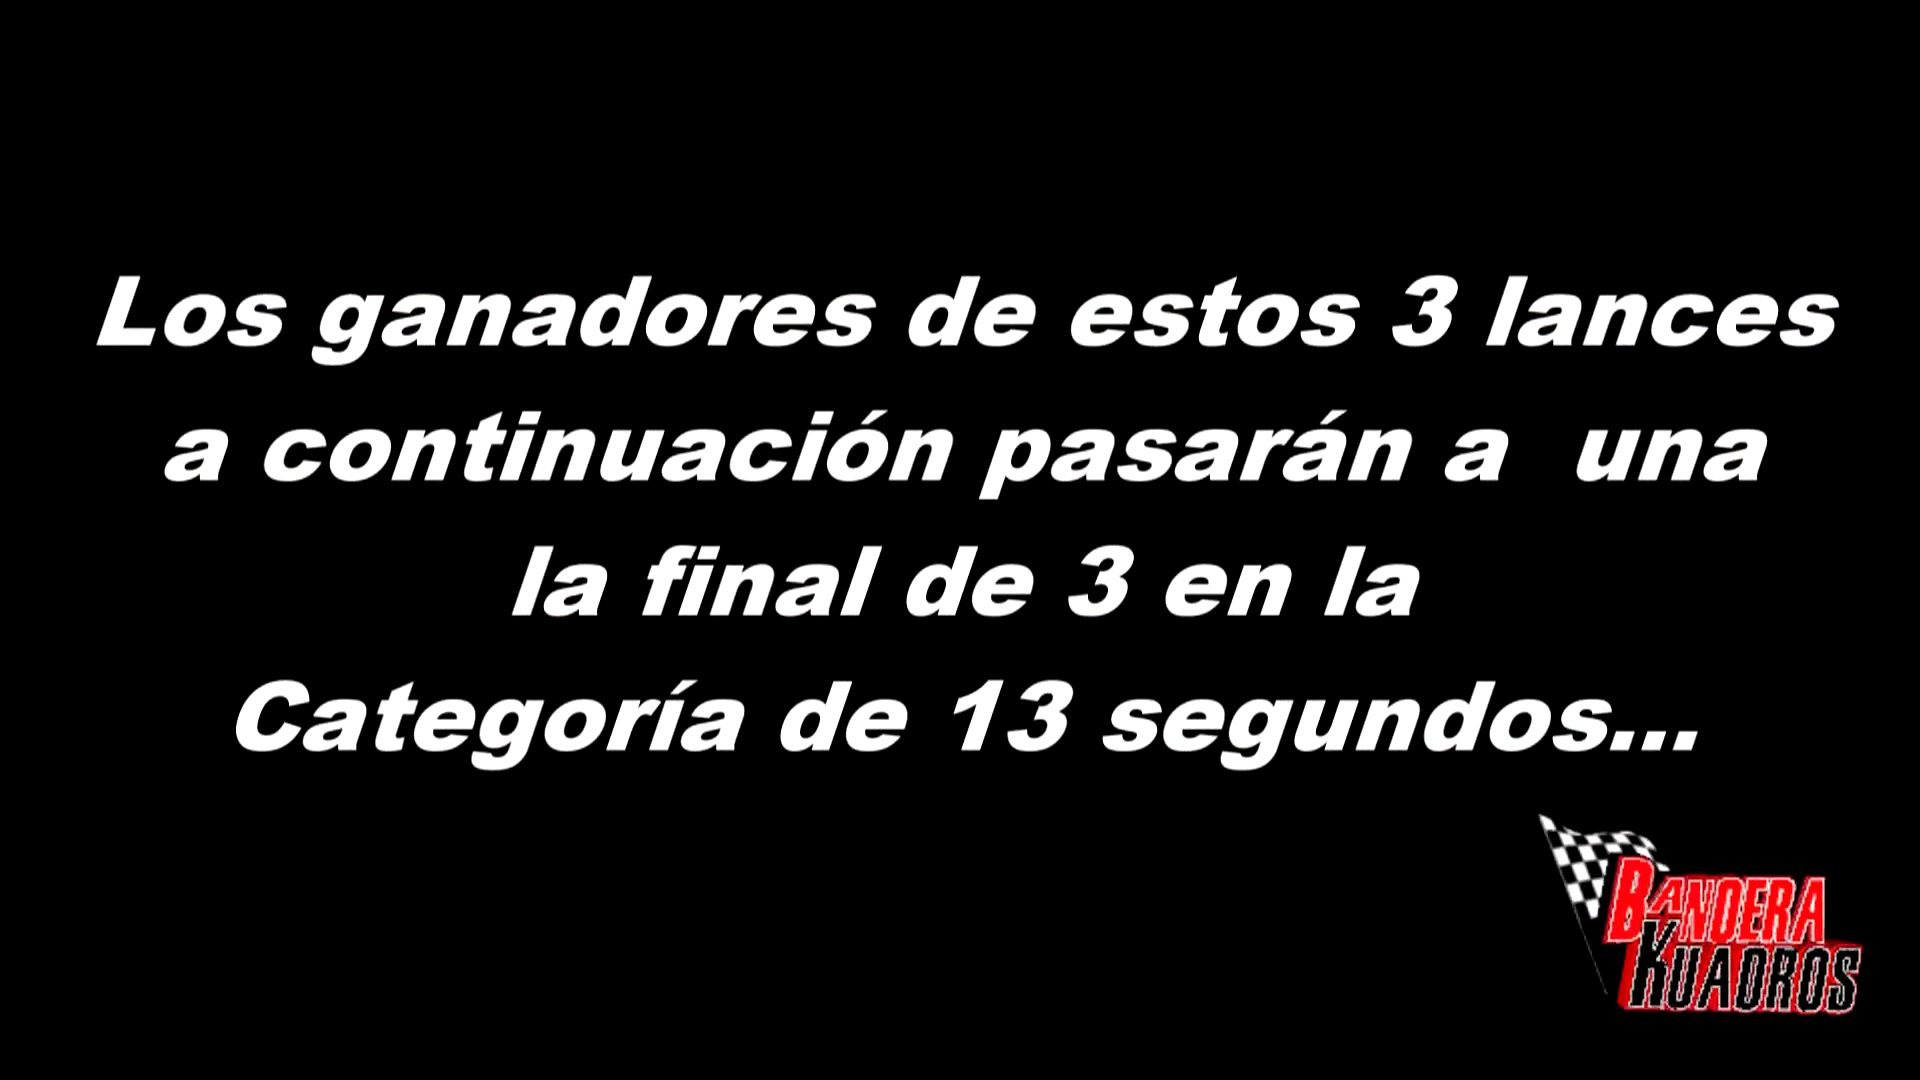 Los ganadores de estos 3 lances
a continuación pasarán a  una
la final de 3 en la
Categoría de 13 segundos...
BANDERA
KUADROS